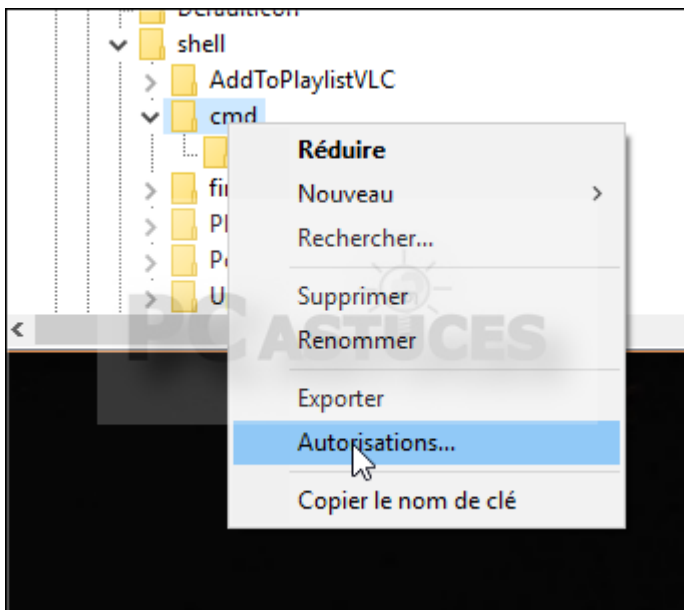 shell
AddToPlaylistVLC
cmd
Réduire
Nouveau
Rechercher...
Supprimer
Renommer
PC ASTUCES
Exporter
Autorisations...
Copier le nom de clé